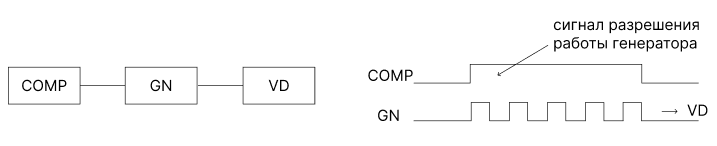 COMP
GN
VD
сигнал разрешения
работы генератора
COMP
GN
VD